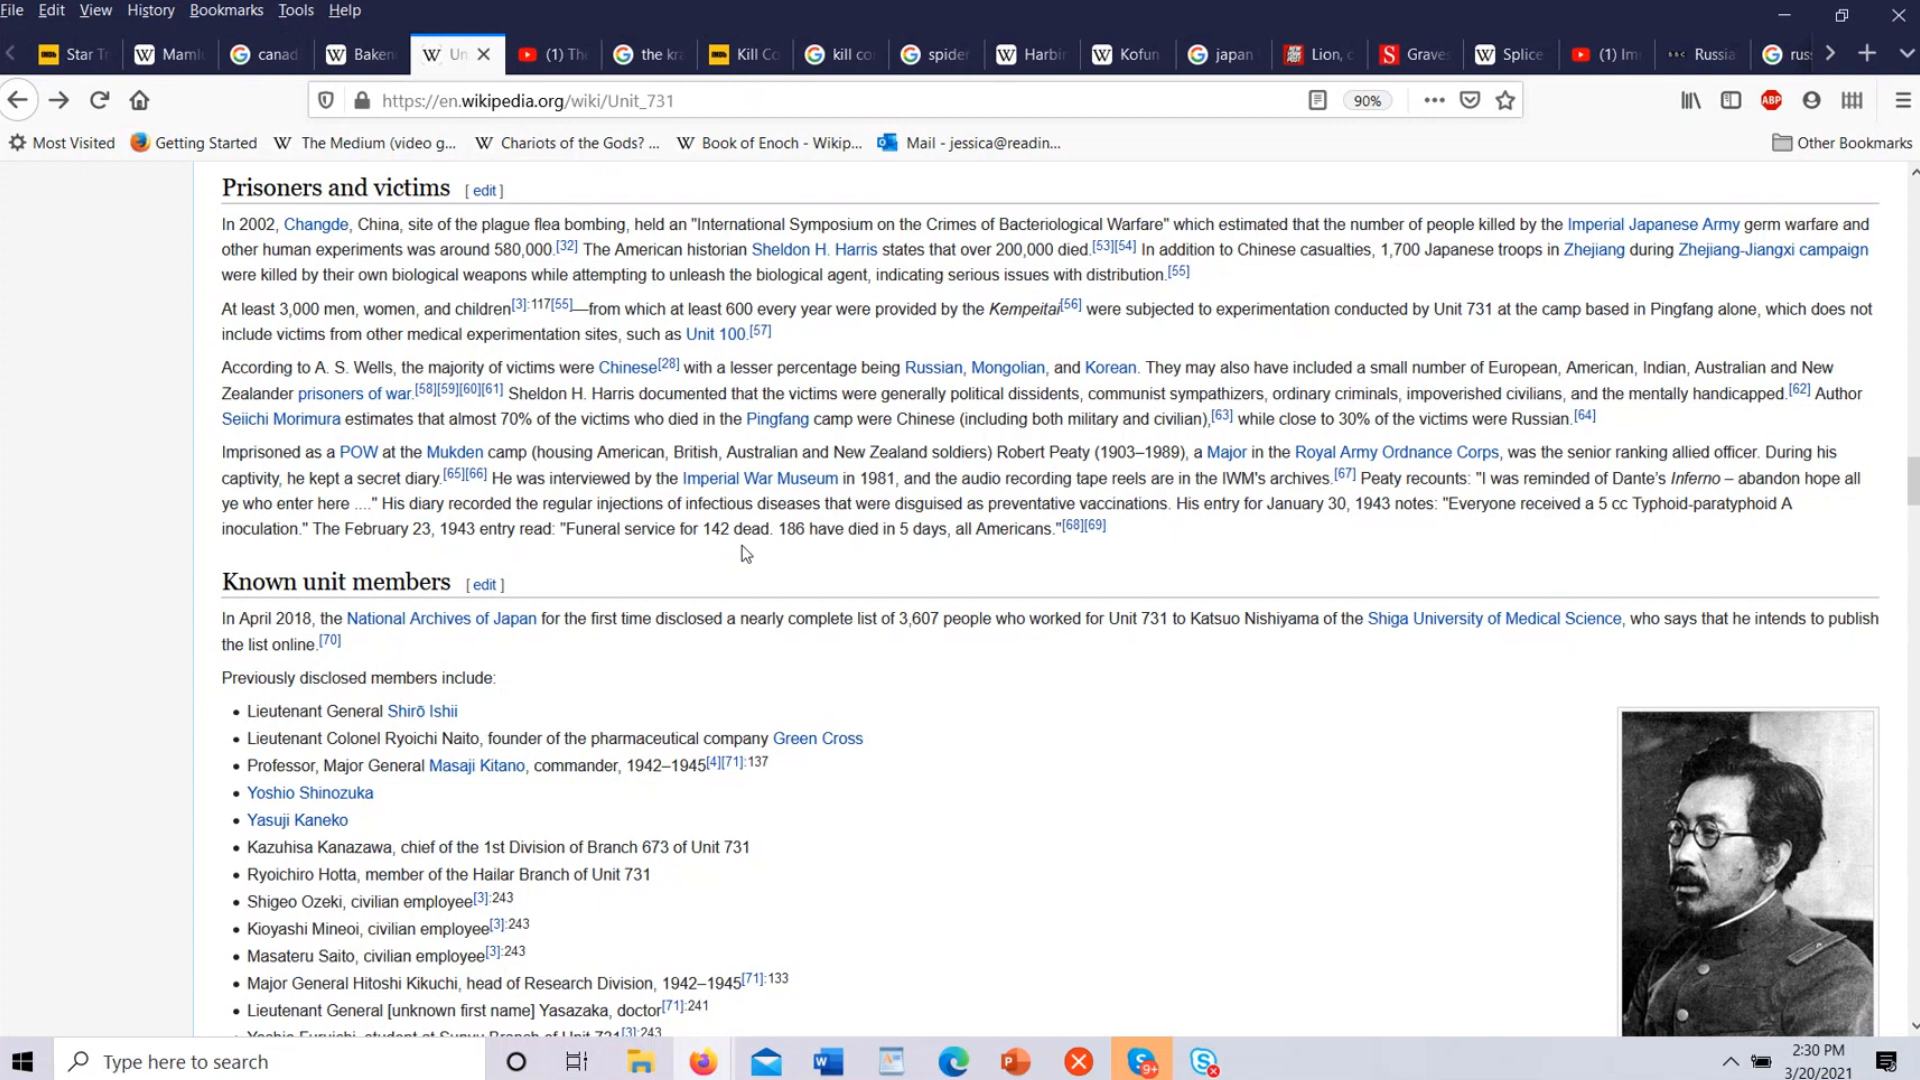 File Edit View History Bookmarks Tools Help
Star T Maml canad Baken Un (1) Th the kr Kill Co kill co spider Harbi Kofun japan Lion, c Grave Splice (1) Im Russia rus
https://en.wikipedia.org/wiki/Unit_731 90%
Most Visited Getting Started The Medium (video g... Chariots of the Gods? ... Book of Enoch - Wikip... Mail - jessica@readin... Other Bookmarks
Prisoners and victims [ edit ]
In 2002, Changde, China, site of the plague flea bombing, held an "International Symposium on the Crimes of Bacteriological Warfare" which estimated that the number of people killed by the Imperial Japanese Army germ warfare and
other human experiments was around 580,000.[32] The American historian Sheldon H. Harris states that over 200,000 died.[53][54] In addition to Chinese casualties, 1,700 Japanese troops in Zhejiang during Zhejiang-Jiangxi campaign
were killed by their own biological weapons while attempting to unleash the biological agent, indicating serious issues with distribution.[55]
At least 3,000 men, women, and children[3]:117[55]—from which at least 600 every year were provided by the Kempeitai[56] were subjected to experimentation conducted by Unit 731 at the camp based in Pingfang alone, which does not
include victims from other medical experimentation sites, such as Unit 100.[57]
According to A. S. Wells, the majority of victims were Chinese[28] with a lesser percentage being Russian, Mongolian, and Korean. They may also have included a small number of European, American, Indian, Australian and New
Zealander prisoners of war.[58][59][60][61] Sheldon H. Harris documented that the victims were generally political dissidents, communist sympathizers, ordinary criminals, impoverished civilians, and the mentally handicapped.[62] Author
Seiichi Morimura estimates that almost 70% of the victims who died in the Pingfang camp were Chinese (including both military and civilian),[63] while close to 30% of the victims were Russian.[64]
Imprisoned as a POW at the Mukden camp (housing American, British, Australian and New Zealand soldiers) Robert Peaty (1903–1989), a Major in the Royal Army Ordnance Corps, was the senior ranking allied officer. During his
captivity, he kept a secret diary.[65][66] He was interviewed by the Imperial War Museum in 1981, and the audio recording tape reels are in the IWM's archives.[67] Peaty recounts: "I was reminded of Dante's Inferno – abandon hope all
ye who enter here ...." His diary recorded the regular injections of infectious diseases that were disguised as preventative vaccinations. His entry for January 30, 1943 notes: "Everyone received a 5 cc Typhoid-paratyphoid A
inoculation." The February 23, 1943 entry read: "Funeral service for 142 dead. 186 have died in 5 days, all Americans."[68][69]
Known unit members [ edit ]
In April 2018, the National Archives of Japan for the first time disclosed a nearly complete list of 3,607 people who worked for Unit 731 to Katsuo Nishiyama of the Shiga University of Medical Science, who says that he intends to publish
the list online.[70]
Previously disclosed members include:
• Lieutenant General Shirō Ishii
• Lieutenant Colonel Ryoichi Naito, founder of the pharmaceutical company Green Cross
• Professor, Major General Masaji Kitano, commander, 1942–1945[4][71]:137
• Yoshio Shinozuka
• Yasuji Kaneko
• Kazuhisa Kanazawa, chief of the 1st Division of Branch 673 of Unit 731
• Ryoichiro Hotta, member of the Hailar Branch of Unit 731
• Shigeo Ozeki, civilian employee[3]:243
• Kioyashi Mineoi, civilian employee[3]:243
• Masateru Saito, civilian employee[3]:243
• Major General Hitoshi Kikuchi, head of Research Division, 1942–1945[71]:133
• Lieutenant General [unknown first name] Yasazaka, doctor[71]:241
Type here to search 9+ 2:30 PM
3/20/2021